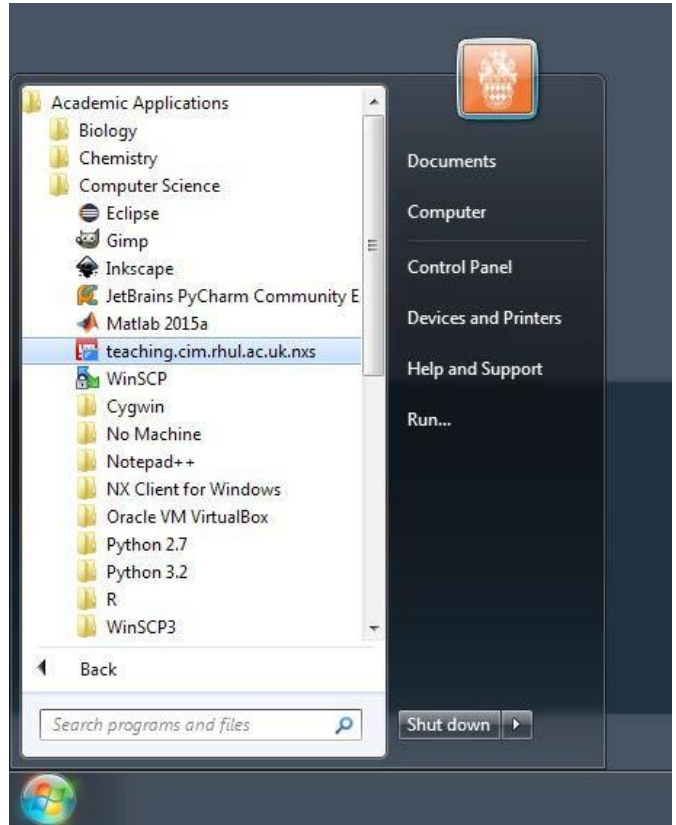 Academic Applications
Biology
Chemistry
Computer Science
Eclipse
Gimp
Inkscape
JetBrains PyCharm Community E
Matlab 2015a
teaching.cim.rhul.ac.uk.nxs
WinSCP
Cygwin
No Machine
Notepad++
NX Client for Windows
Oracle VM VirtualBox
Python 2.7
Python 3.2
R
WinSCP3
Back
Search programs and files
Documents
Computer
Control Panel
Devices and Printers
Help and Support
Run...
Shut down